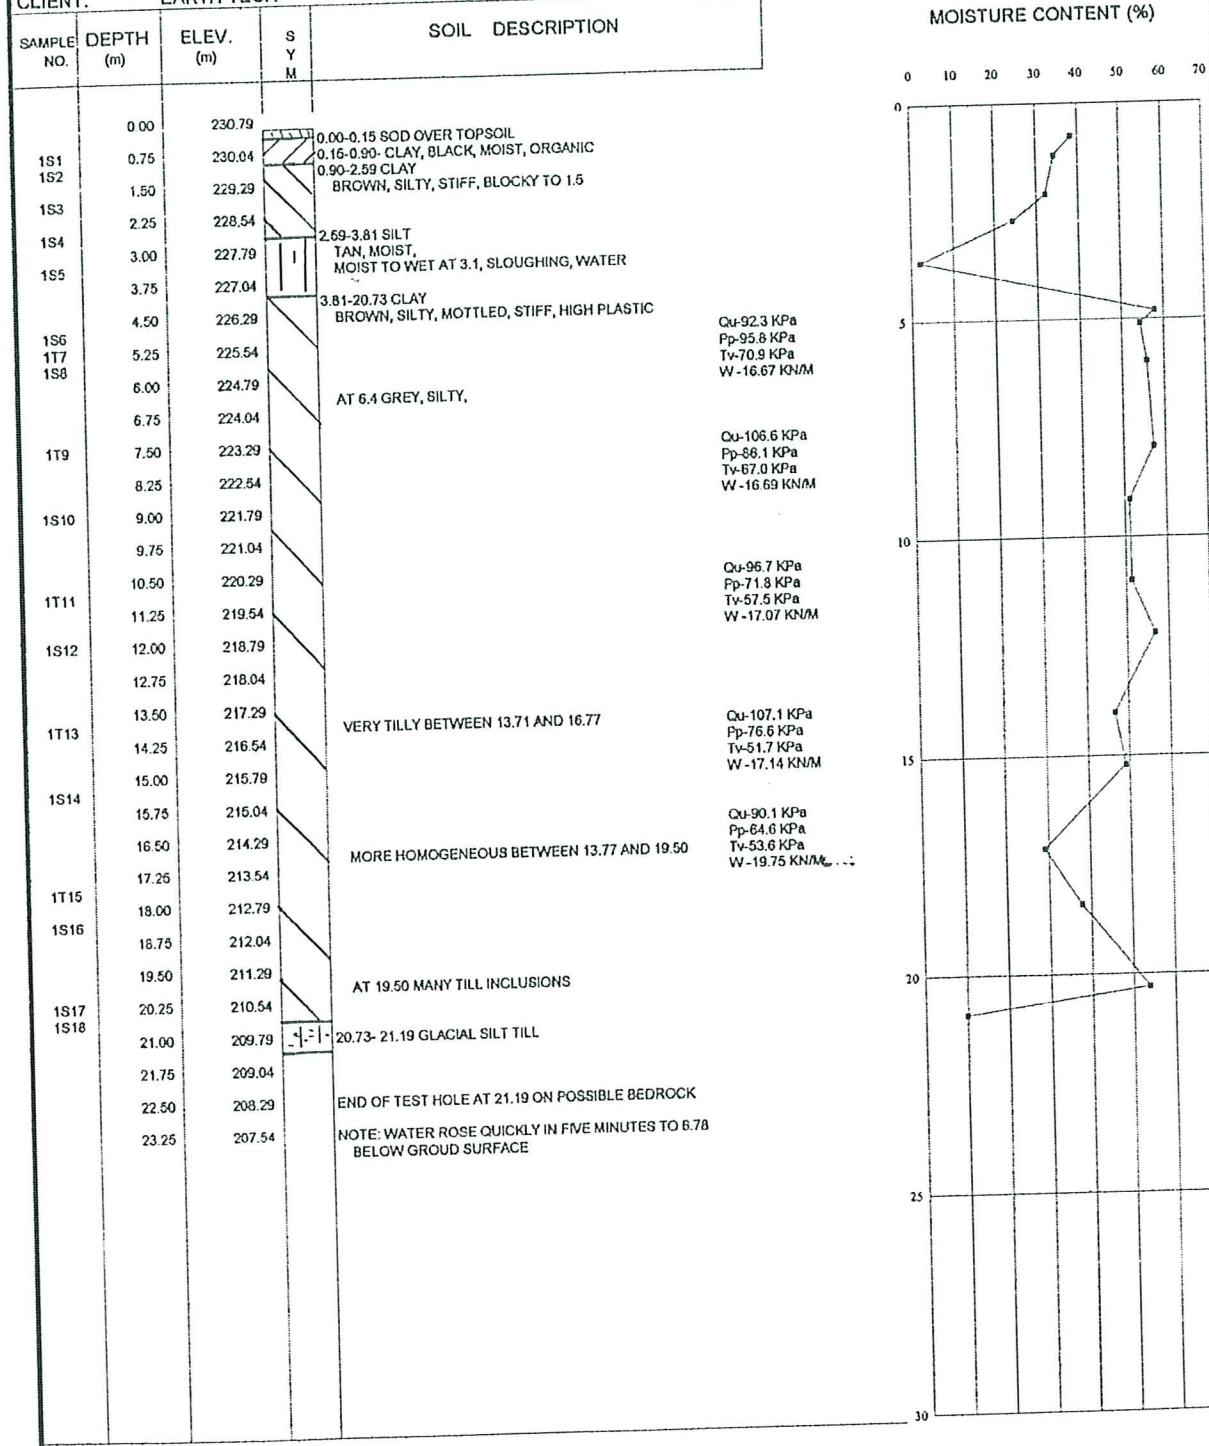 CLIENT:
MOISTURE CONTENT (%)
SAMPLE NO. DEPTH (m) ELEV. (m) S Y M SOIL DESCRIPTION
0 10 20 30 40 50 60 70
0
0.00 230.79
0.00-0.15 SOD OVER TOPSOIL
0.15-0.90- CLAY, BLACK, MOIST, ORGANIC
1S1 0.75 230.04
0.90-2.59 CLAY
1S2
BROWN, SILTY, STIFF, BLOCKY TO 1.5
1.50 229.29
1S3
2.25 228.54
2.69-3.81 SILT
1S4
TAN, MOIST,
3.00 227.79
MOIST TO WET AT 3.1, SLOUGHING, WATER
1S5
3.75 227.04
3.81-20.73 CLAY
BROWN, SILTY, MOTTLED, STIFF, HIGH PLASTIC
4.50 226.29
Qu-92.3 KPa
5
1S6
Pp-95.8 KPa
1T7 5.25 225.54
Tv-70.9 KPa
1S8
W-16.67 KN/M
6.00 224.79
AT 6.4 GREY, SILTY,
6.75 224.04
Qu-106.6 KPa
1T9 7.50 223.29
Pp-86.1 KPa
Tv-67.0 KPa
8.25 222.54
W-16.69 KN/M
1S10 9.00 221.79
10
9.75 221.04
Qu-96.7 KPa
10.50 220.29
Pp-71.8 KPa
1T11
Tv-57.5 KPa
11.25 219.54
W-17.07 KN/M
1S12 12.00 218.79
12.75 218.04
13.50 217.29
VERY TILLY BETWEEN 13.71 AND 16.77
Qu-107.1 KPa
1T13
Pp-76.6 KPa
14.25 216.54
Tv-51.7 KPa
W-17.14 KN/M
15
15.00 215.79
1S14
15.75 215.04
Qu-90.1 KPa
Pp-64.6 KPa
16.50 214.29
MORE HOMOGENEOUS BETWEEN 13.77 AND 19.50
Tv-53.6 KPa
W-19.75 KN/M
17.25 213.54
1T15
18.00 212.79
1S16
18.75 212.04
20
19.50 211.29
AT 19.50 MANY TILL INCLUSIONS
1S17 20.25 210.54
1S18
21.00 209.79
20.73- 21.19 GLACIAL SILT TILL
21.75 209.04
22.50 208.29
END OF TEST HOLE AT 21.19 ON POSSIBLE BEDROCK
23.25 207.54
NOTE: WATER ROSE QUICKLY IN FIVE MINUTES TO 6.78
BELOW GROUD SURFACE
25
30